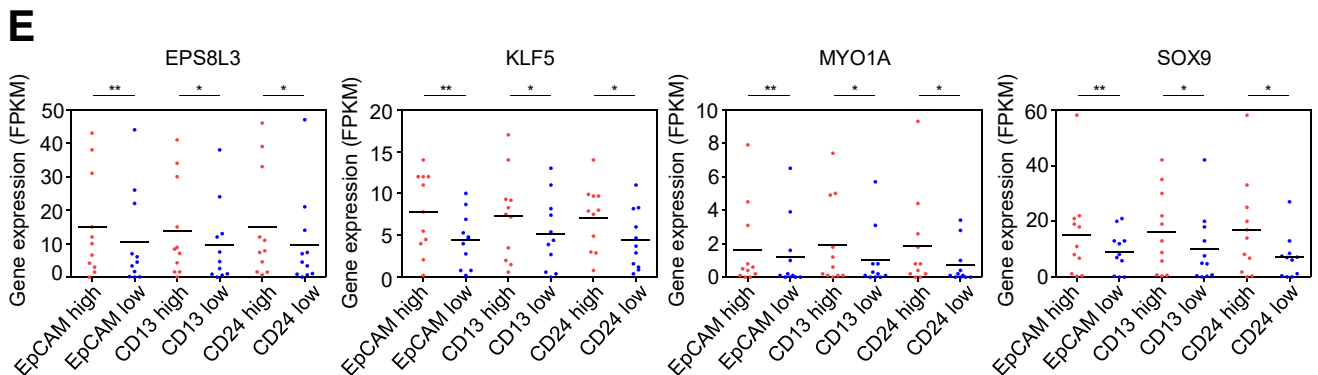 E
EPS8L3
Gene expression (FPKM)
** * *
50
40
30
20
10
0
EpCAM high
EpCAM low
CD13 high
CD13 low
CD24 high
CD24 low
KLF5
Gene expression (FPKM)
** * *
20
15
10
5
0
EpCAM high
EpCAM low
CD13 high
CD13 low
CD24 high
CD24 low
MYO1A
Gene expression (FPKM)
** * *
10
8
6
4
2
0
EpCAM high
EpCAM low
CD13 high
CD13 low
CD24 high
CD24 low
SOX9
Gene expression (FPKM)
** * *
60
40
20
0
EpCAM high
EpCAM low
CD13 high
CD13 low
CD24 high
CD24 low